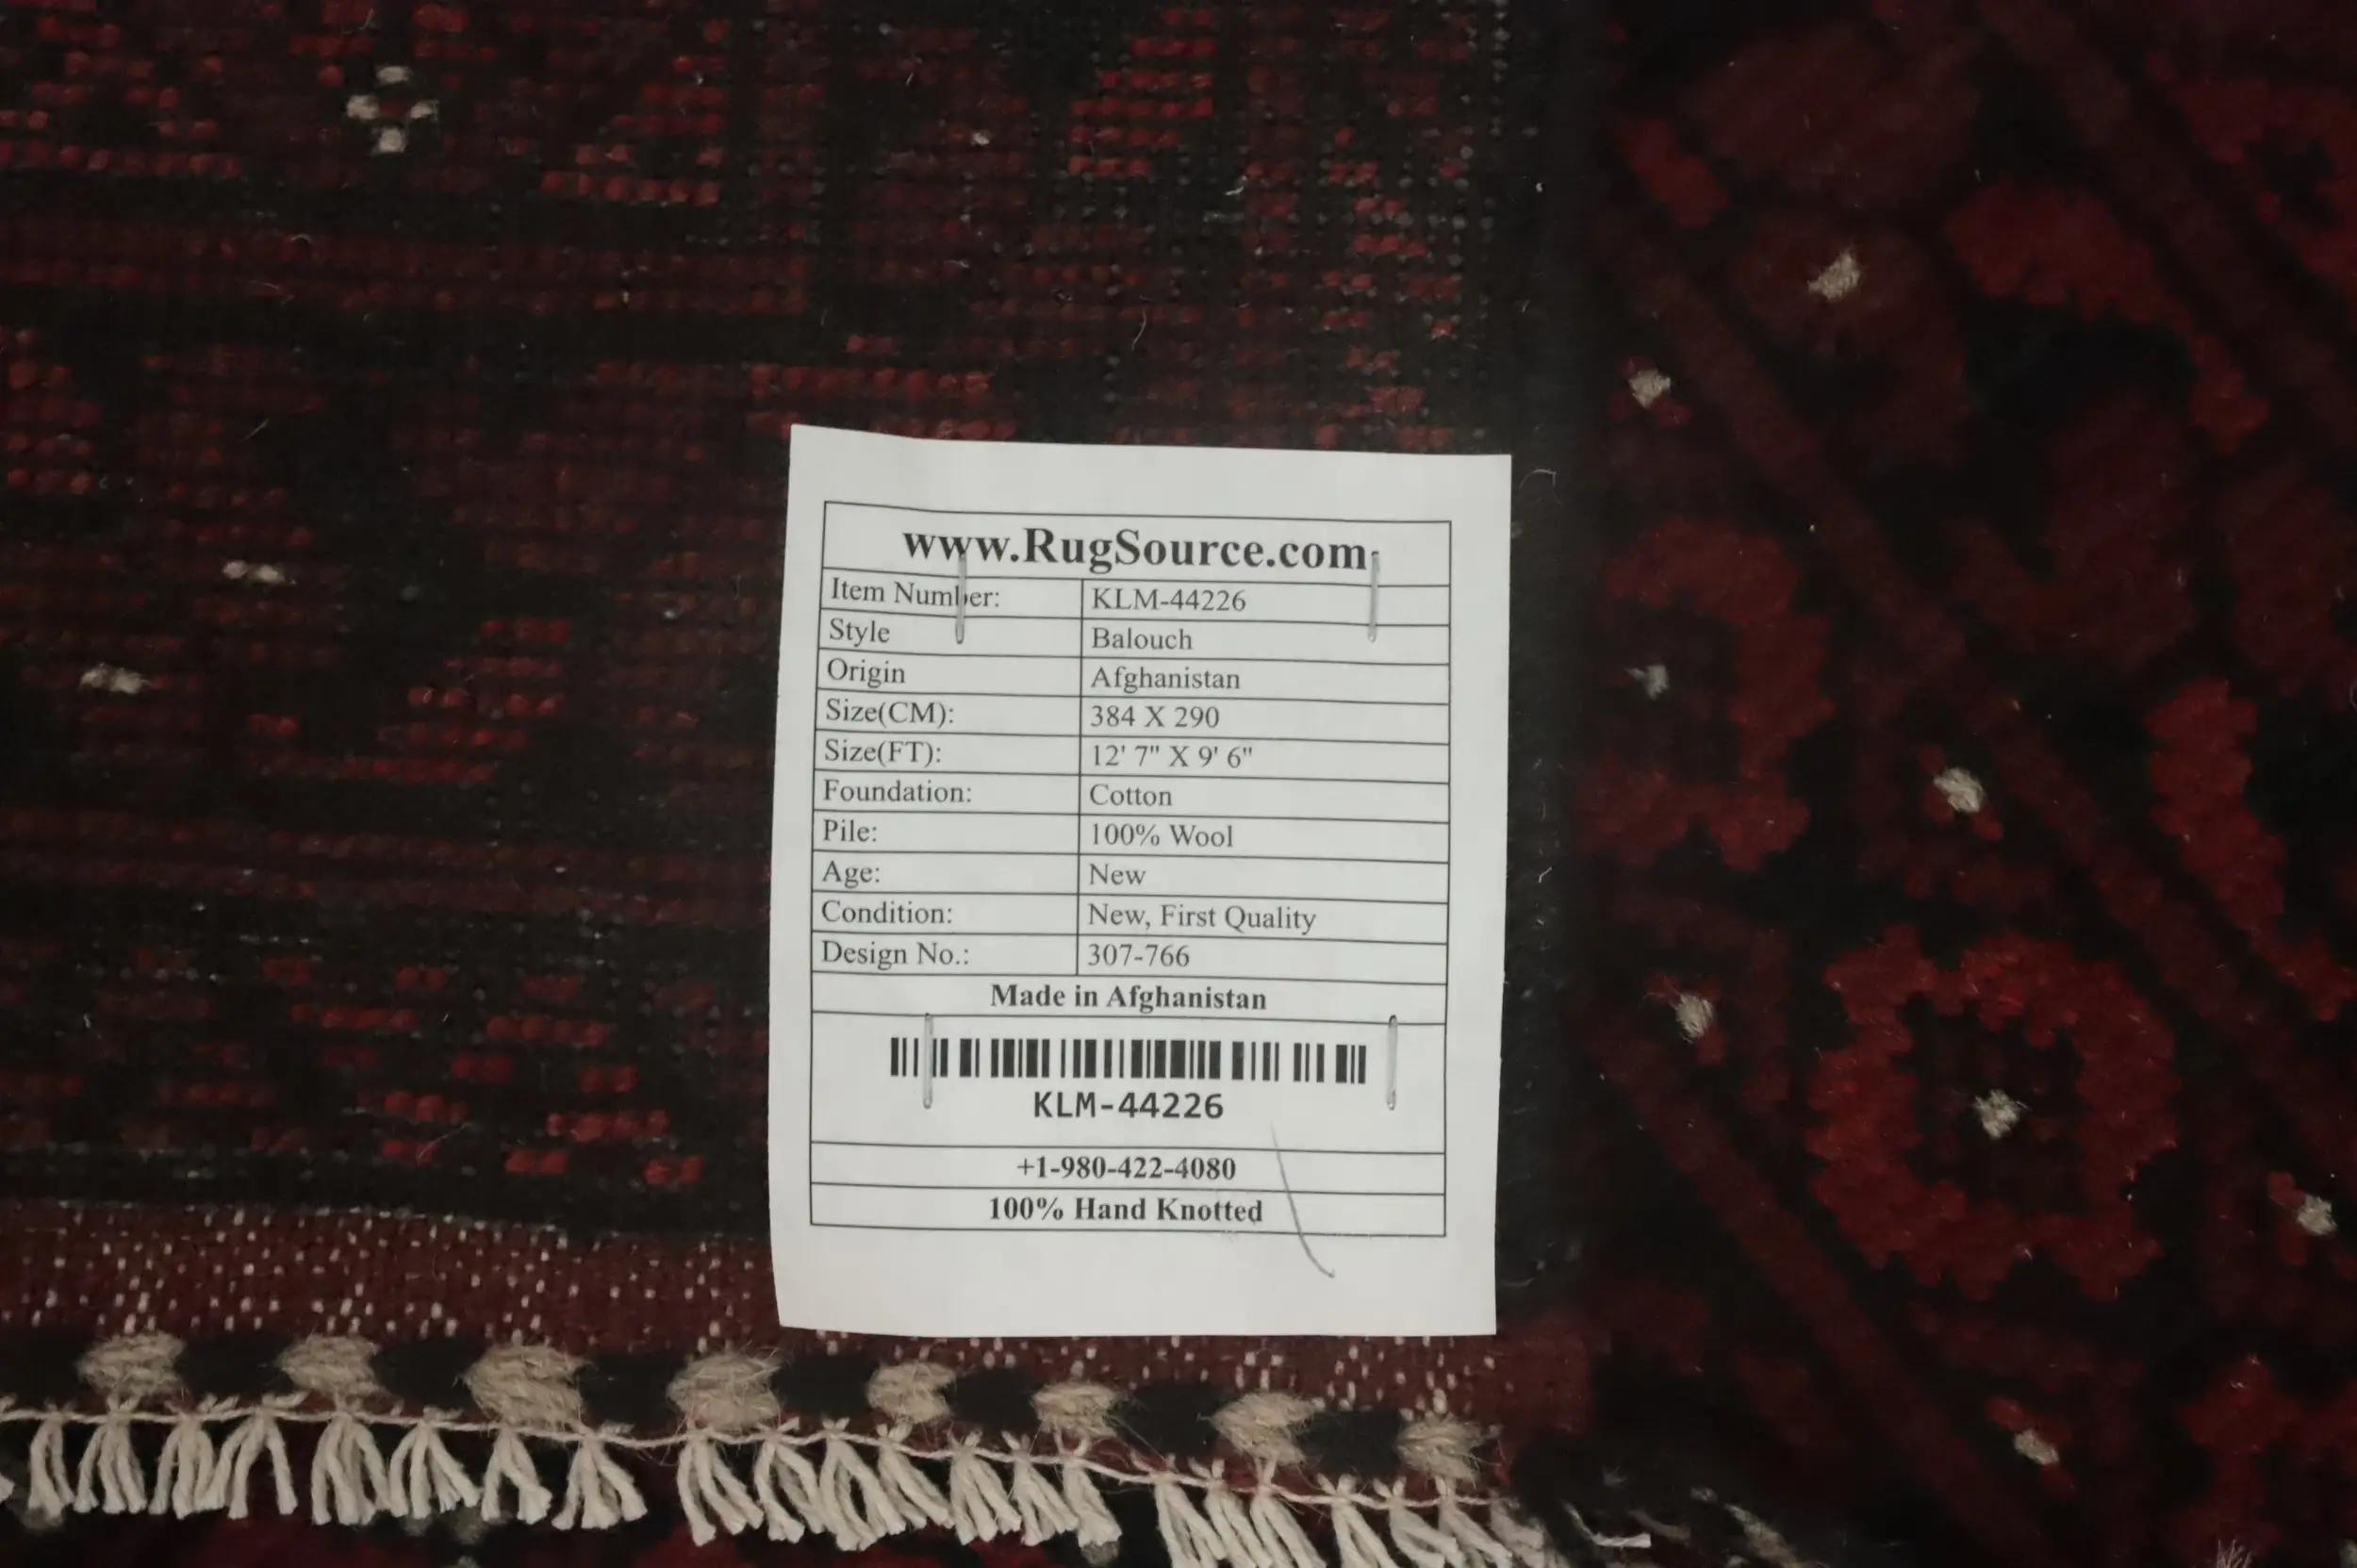 www.RugSource.com
Item Number: KLM-44226
Style Balouch
Origin Afghanistan
Size(CM): 384 X 290
Size(FT): 12' 7" X 9' 6"
Foundation: Cotton
Pile: 100% Wool
Age: New
Condition: New, First Quality
Design No.: 307-766
Made in Afghanistan
KLM-44226
+1-980-422-4080
100% Hand Knotted